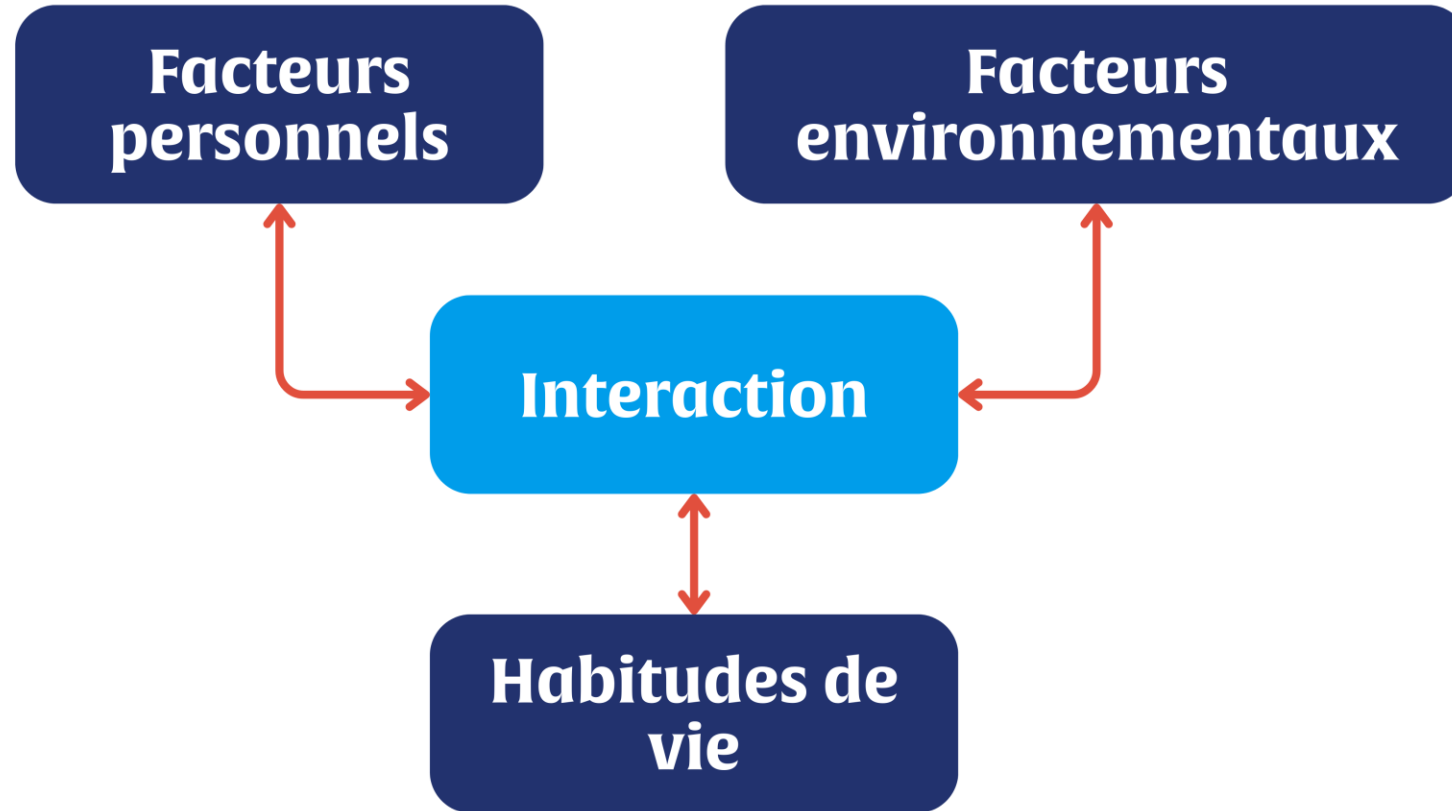 Facteurs
personnels
Facteurs
environnementaux
Interaction
Habitudes de
vie